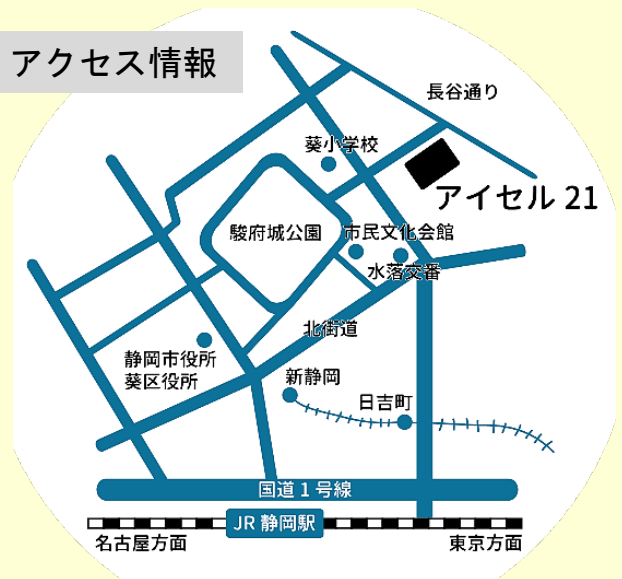 アクセス情報
長谷通り
葵小学校
アイセル 21
駿府城公園
市民文化会館
水落交番
北街道
静岡市役所
葵区役所
新静岡
日吉町
国道 1 号線
JR 静岡駅
名古屋方面
東京方面